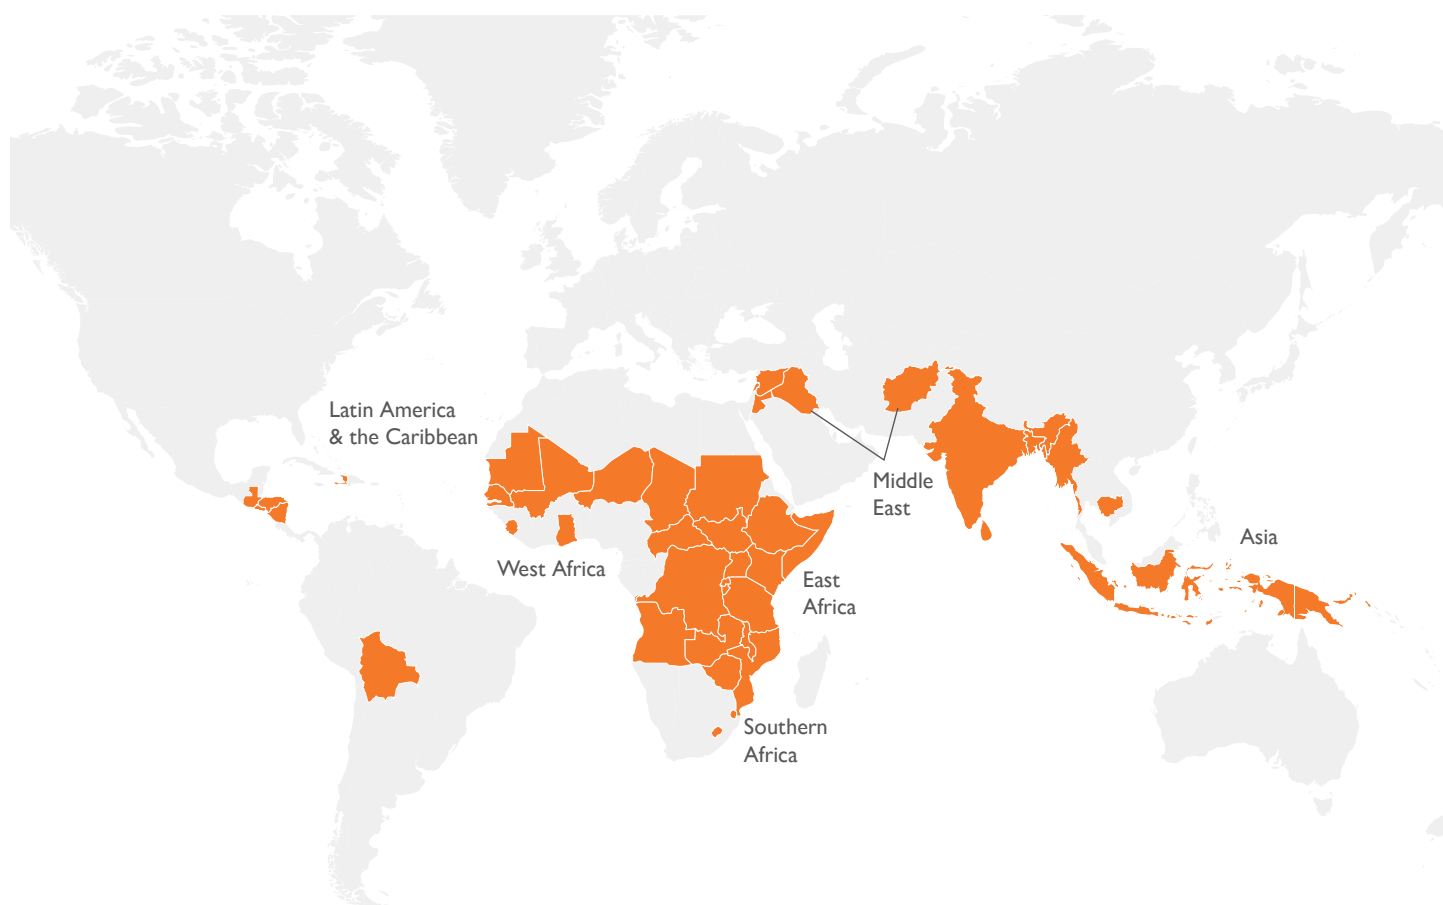 Latin America
& the Caribbean
Middle
East
Asia
West Africa
East
Africa
Southern
Africa